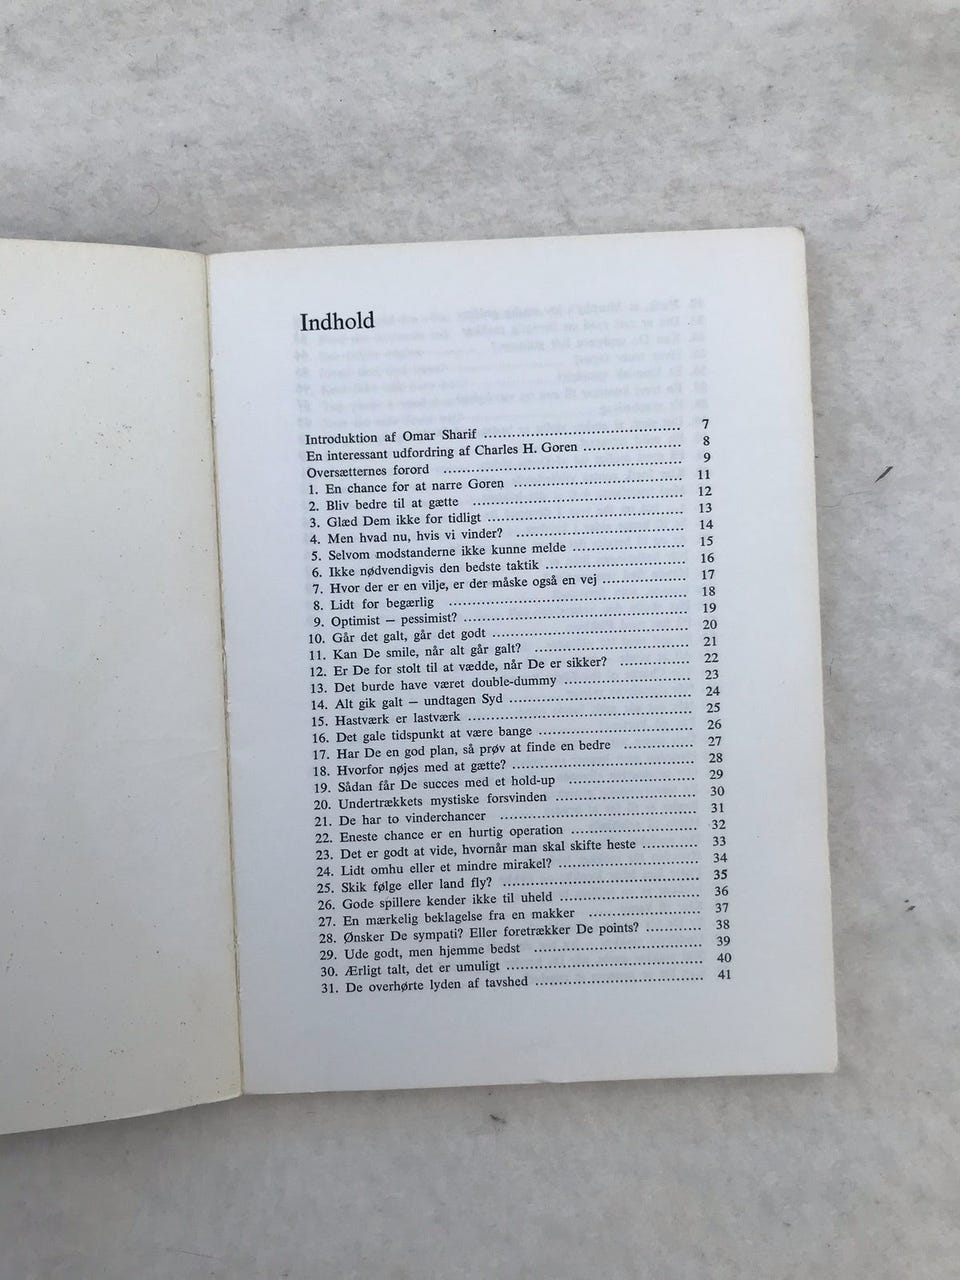 Indhold
Introduktion af Omar Sharif ........ 7
En interessant udfordring af Charles H. Goren ........ 8
Oversætternes forord ........ 9
1. En chance for at narre Goren ........ 11
2. Bliv bedre til at gætte ........ 12
3. Glæd Dem ikke for tidligt ........ 13
4. Men hvad nu, hvis vi vinder? ........ 14
5. Selvom modstanderne ikke kunne melde ........ 15
6. Ikke nødvendigvis den bedste taktik ........ 16
7. Hvor der er en vilje, er der måske også en vej ........ 17
8. Lidt for begærlig ........ 18
9. Optimist – pessimist? ........ 19
10. Går det galt, går det godt ........ 20
11. Kan De smile, når alt går galt? ........ 21
12. Er De for stolt til at vædde, når De er sikker? ........ 22
13. Det burde have været double-dummy ........ 23
14. Alt gik galt – undtagen Syd ........ 24
15. Hastværk er lastværk ........ 25
16. Det gale tidspunkt at være bange ........ 26
17. Har De en god plan, så prøv at finde en bedre ........ 27
18. Hvorfor nøjes med at gætte? ........ 28
19. Sådan får De succes med et hold-up ........ 29
20. Undertrækkets mystiske forsvinden ........ 30
21. De har to vinderchancer ........ 31
22. Eneste chance er en hurtig operation ........ 32
23. Det er godt at vide, hvornår man skal skifte heste ........ 33
24. Lidt omhu eller et mindre mirakel? ........ 34
25. Skik følge eller land fly? ........ 35
26. Gode spillere kender ikke til uheld ........ 36
27. En mærkelig beklagelse fra en makker ........ 37
28. Ønsker De sympati? Eller foretrækker De points? ........ 38
29. Ude godt, men hjemme bedst ........ 39
30. Ærligt talt, det er umuligt ........ 40
31. De overhørte lyden af tavshed ........ 41